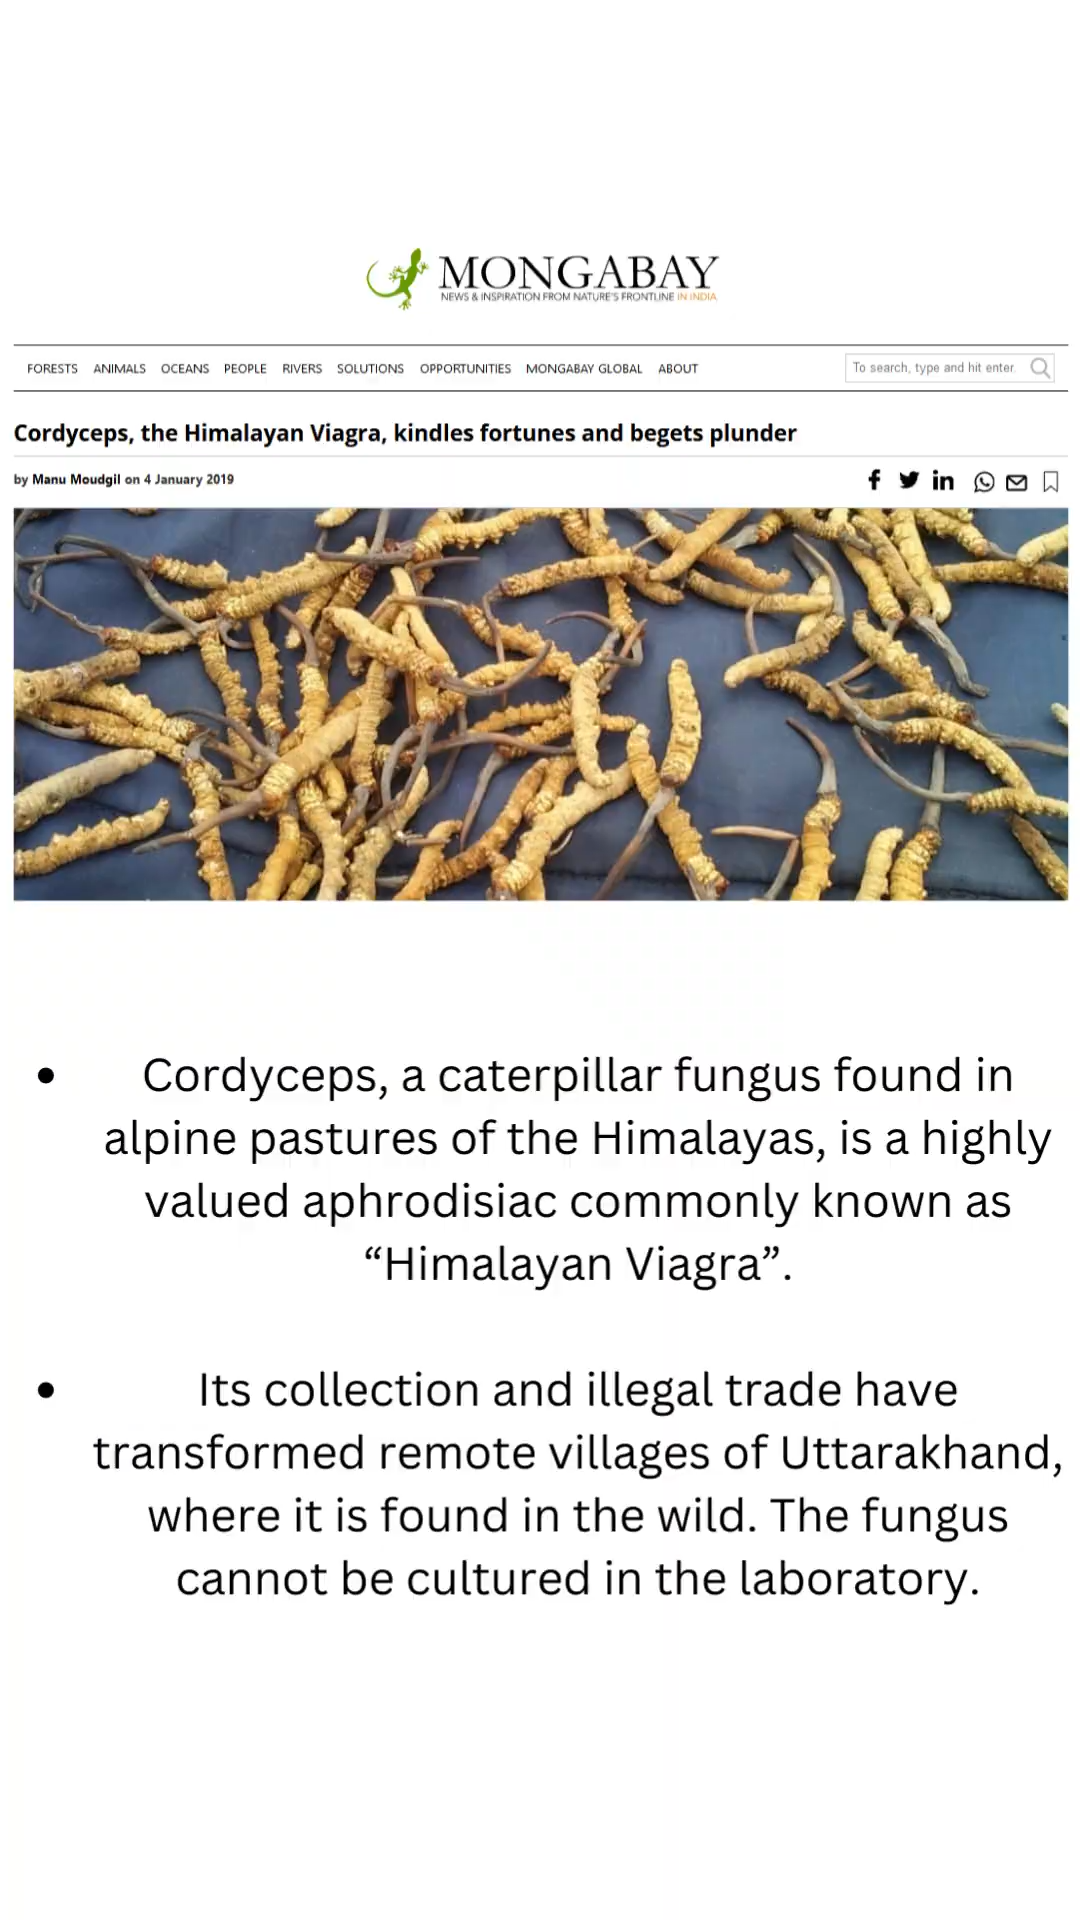 MONGABAY
NEWS & INSPIRATION FROM NATURE'S FRONTLINE IN INDIA
FORESTS ANIMALS OCEANS PEOPLE RIVERS SOLUTIONS OPPORTUNITIES MONGABAY GLOBAL ABOUT To search, type and hit enter.
Cordyceps, the Himalayan Viagra, kindles fortunes and begets plunder
by Manu Moudgil on 4 January 2019
• Cordyceps, a caterpillar fungus found in
alpine pastures of the Himalayas, is a highly
valued aphrodisiac commonly known as
“Himalayan Viagra”.
• Its collection and illegal trade have
transformed remote villages of Uttarakhand,
where it is found in the wild. The fungus
cannot be cultured in the laboratory.